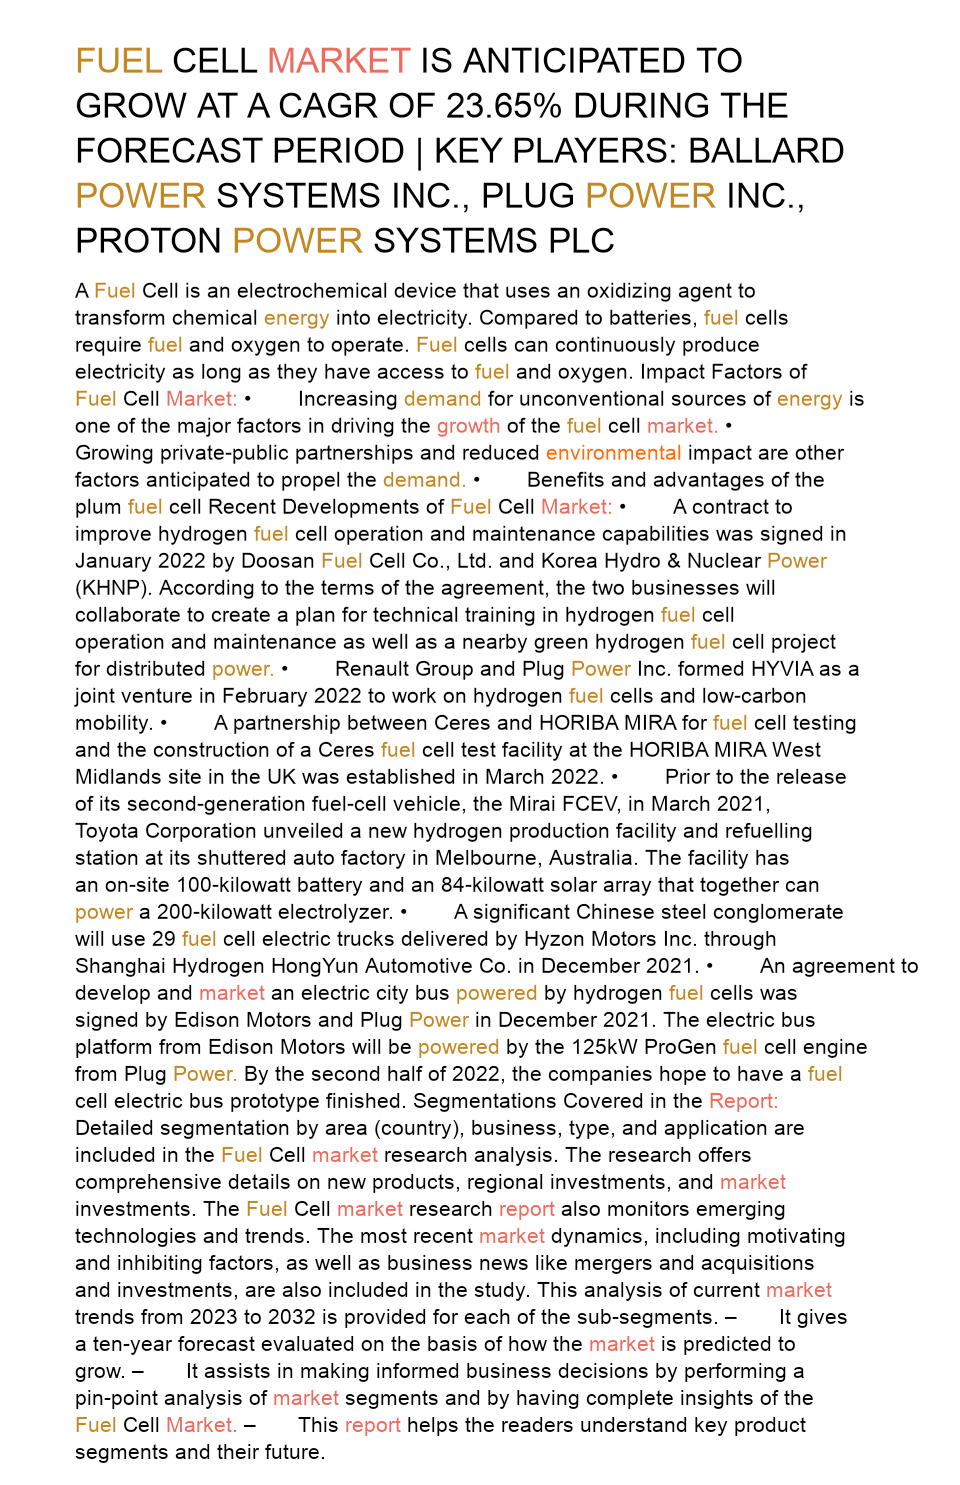 FUEL CELL MARKET IS ANTICIPATED TO
GROW AT A CAGR OF 23.65% DURING THE
FORECAST PERIOD | KEY PLAYERS: BALLARD
POWER SYSTEMS INC., PLUG POWER INC.,
PROTON POWER SYSTEMS PLC
A Fuel Cell is an electrochemical device that uses an oxidizing agent to
transform chemical energy into electricity. Compared to batteries, fuel cells
require fuel and oxygen to operate. Fuel cells can continuously produce
electricity as long as they have access to fuel and oxygen. Impact Factors of
Fuel Cell Market: • Increasing demand for unconventional sources of energy is
one of the major factors in driving the growth of the fuel cell market. •
Growing private-public partnerships and reduced environmental impact are other
factors anticipated to propel the demand. • Benefits and advantages of the
plum fuel cell Recent Developments of Fuel Cell Market: • A contract to
improve hydrogen fuel cell operation and maintenance capabilities was signed in
January 2022 by Doosan Fuel Cell Co., Ltd. and Korea Hydro & Nuclear Power
(KHNP). According to the terms of the agreement, the two businesses will
collaborate to create a plan for technical training in hydrogen fuel cell
operation and maintenance as well as a nearby green hydrogen fuel cell project
for distributed power. • Renault Group and Plug Power Inc. formed HYVIA as a
joint venture in February 2022 to work on hydrogen fuel cells and low-carbon
mobility. • A partnership between Ceres and HORIBA MIRA for fuel cell testing
and the construction of a Ceres fuel cell test facility at the HORIBA MIRA West
Midlands site in the UK was established in March 2022. • Prior to the release
of its second-generation fuel-cell vehicle, the Mirai FCEV, in March 2021,
Toyota Corporation unveiled a new hydrogen production facility and refuelling
station at its shuttered auto factory in Melbourne, Australia. The facility has
an on-site 100-kilowatt battery and an 84-kilowatt solar array that together can
power a 200-kilowatt electrolyzer. • A significant Chinese steel conglomerate
will use 29 fuel cell electric trucks delivered by Hyzon Motors Inc. through
Shanghai Hydrogen HongYun Automotive Co. in December 2021. • An agreement to
develop and market an electric city bus powered by hydrogen fuel cells was
signed by Edison Motors and Plug Power in December 2021. The electric bus
platform from Edison Motors will be powered by the 125kW ProGen fuel cell engine
from Plug Power. By the second half of 2022, the companies hope to have a fuel
cell electric bus prototype finished. Segmentations Covered in the Report:
Detailed segmentation by area (country), business, type, and application are
included in the Fuel Cell market research analysis. The research offers
comprehensive details on new products, regional investments, and market
investments. The Fuel Cell market research report also monitors emerging
technologies and trends. The most recent market dynamics, including motivating
and inhibiting factors, as well as business news like mergers and acquisitions
and investments, are also included in the study. This analysis of current market
trends from 2023 to 2032 is provided for each of the sub-segments. – It gives
a ten-year forecast evaluated on the basis of how the market is predicted to
grow. – It assists in making informed business decisions by performing a
pin-point analysis of market segments and by having complete insights of the
Fuel Cell Market. – This report helps the readers understand key product
segments and their future.